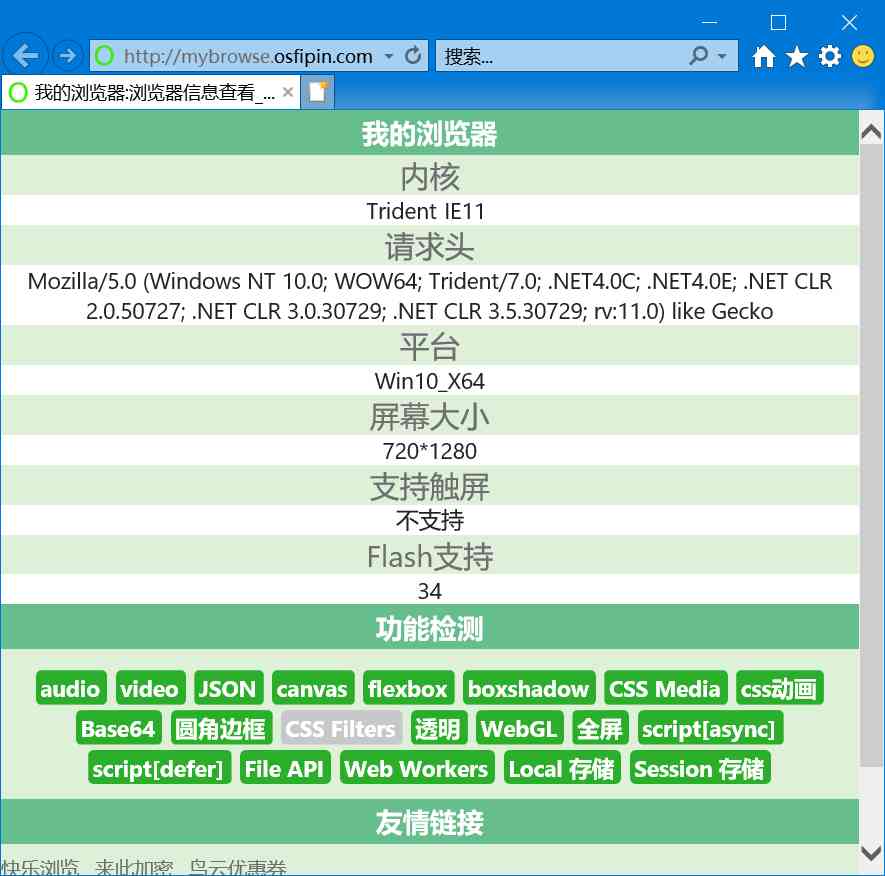 http://mybrowse.osfipin.com
搜索...
我的浏览器:浏览器信息查看_...
我的浏览器
内核
Trident IE11
请求头
Mozilla/5.0 (Windows NT 10.0; WOW64; Trident/7.0; .NET4.0C; .NET4.0E; .NET CLR
2.0.50727; .NET CLR 3.0.30729; .NET CLR 3.5.30729; rv:11.0) like Gecko
平台
Win10_X64
屏幕大小
720*1280
支持触屏
不支持
Flash支持
34
功能检测
audio video JSON canvas flexbox boxshadow CSS Media css动画
Base64 圆角边框 CSS Filters 透明 WebGL 全屏 script[async]
script[defer] File API Web Workers Local 存储 Session 存储
友情链接
快乐浏览 来此加密 鸟云优惠券